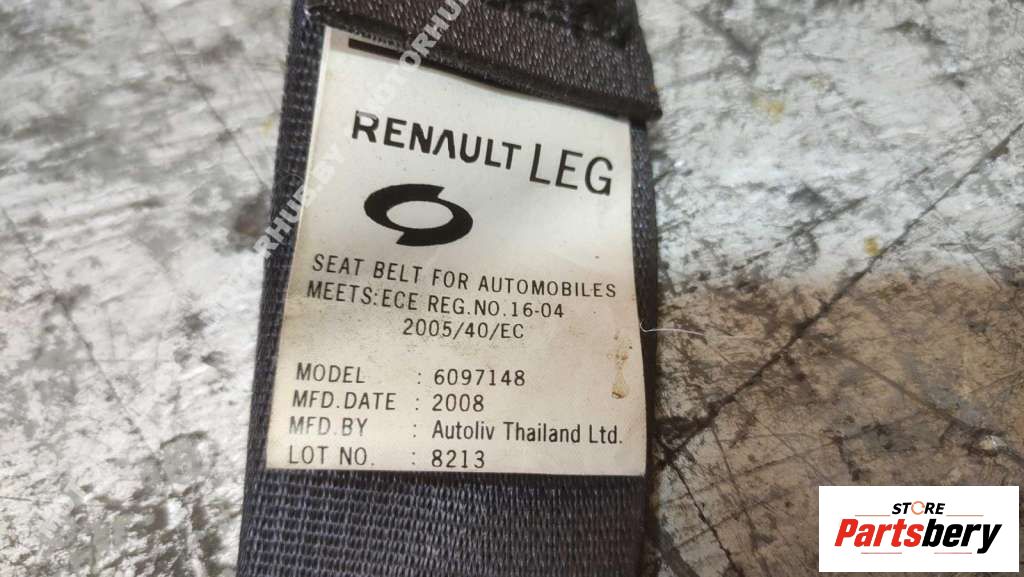 RENAULT LEG
SEAT BELT FOR AUTOMOBILES
MEETS:ECE REG.NO.16-04
2005/40/EC
MODEL : 6097148
MFD.DATE : 2008
MFD.BY : Autoliv Thailand Ltd.
LOT NO. : 8213
STORE
Partsbery